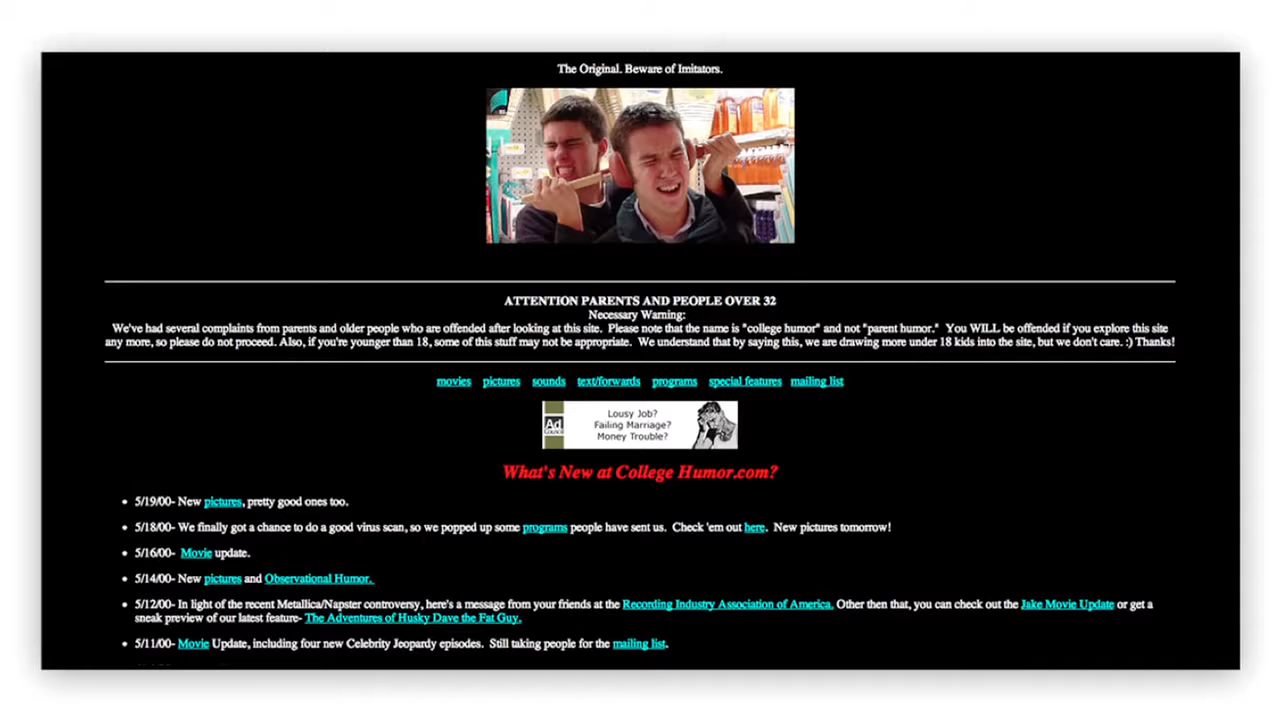 The Original. Beware of Imitators.
ATTENTION PARENTS AND PEOPLE OVER 32
Necessary Warning:
We've had several complaints from parents and older people who are offended after looking at this site. Please note that the name is "college humor" and not "parent humor." You WILL be offended if you explore this site
any more, so please do not proceed. Also, if you're younger than 18, some of this stuff may not be appropriate. We understand that by saying this, we are drawing more under 18 kids into the site, but we don't care. :) Thanks!
movies pictures sounds text/forwards programs special features mailing list
Ad Council
Lousy Job?
Failing Marriage?
Money Trouble?
What's New at College Humor.com?
5/19/00- New pictures, pretty good ones too.
5/18/00- We finally got a chance to do a good virus scan, so we popped up some programs people have sent us. Check 'em out here. New pictures tomorrow!
5/16/00- Movie update.
5/14/00- New pictures and Observational Humor.
5/12/00- In light of the recent Metallica/Napster controversy, here's a message from your friends at the Recording Industry Association of America. Other then that, you can check out the Jake Movie Update or get a
sneak preview of our latest feature- The Adventures of Husky Dave the Fat Guy.
5/11/00- Movie Update, including four new Celebrity Jeopardy episodes. Still taking people for the mailing list.